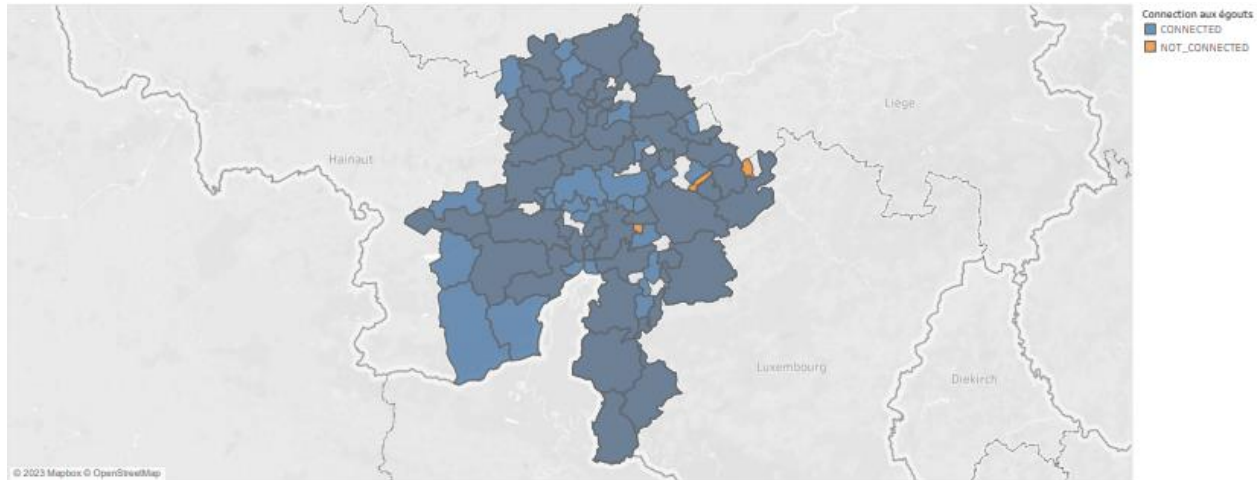 Connection aux égouts
CONNECTED
NOT_CONNECTED
Liège
Hainaut
Luxembourg
Diekirch
© 2023 Mapbox © OpenStreetMap